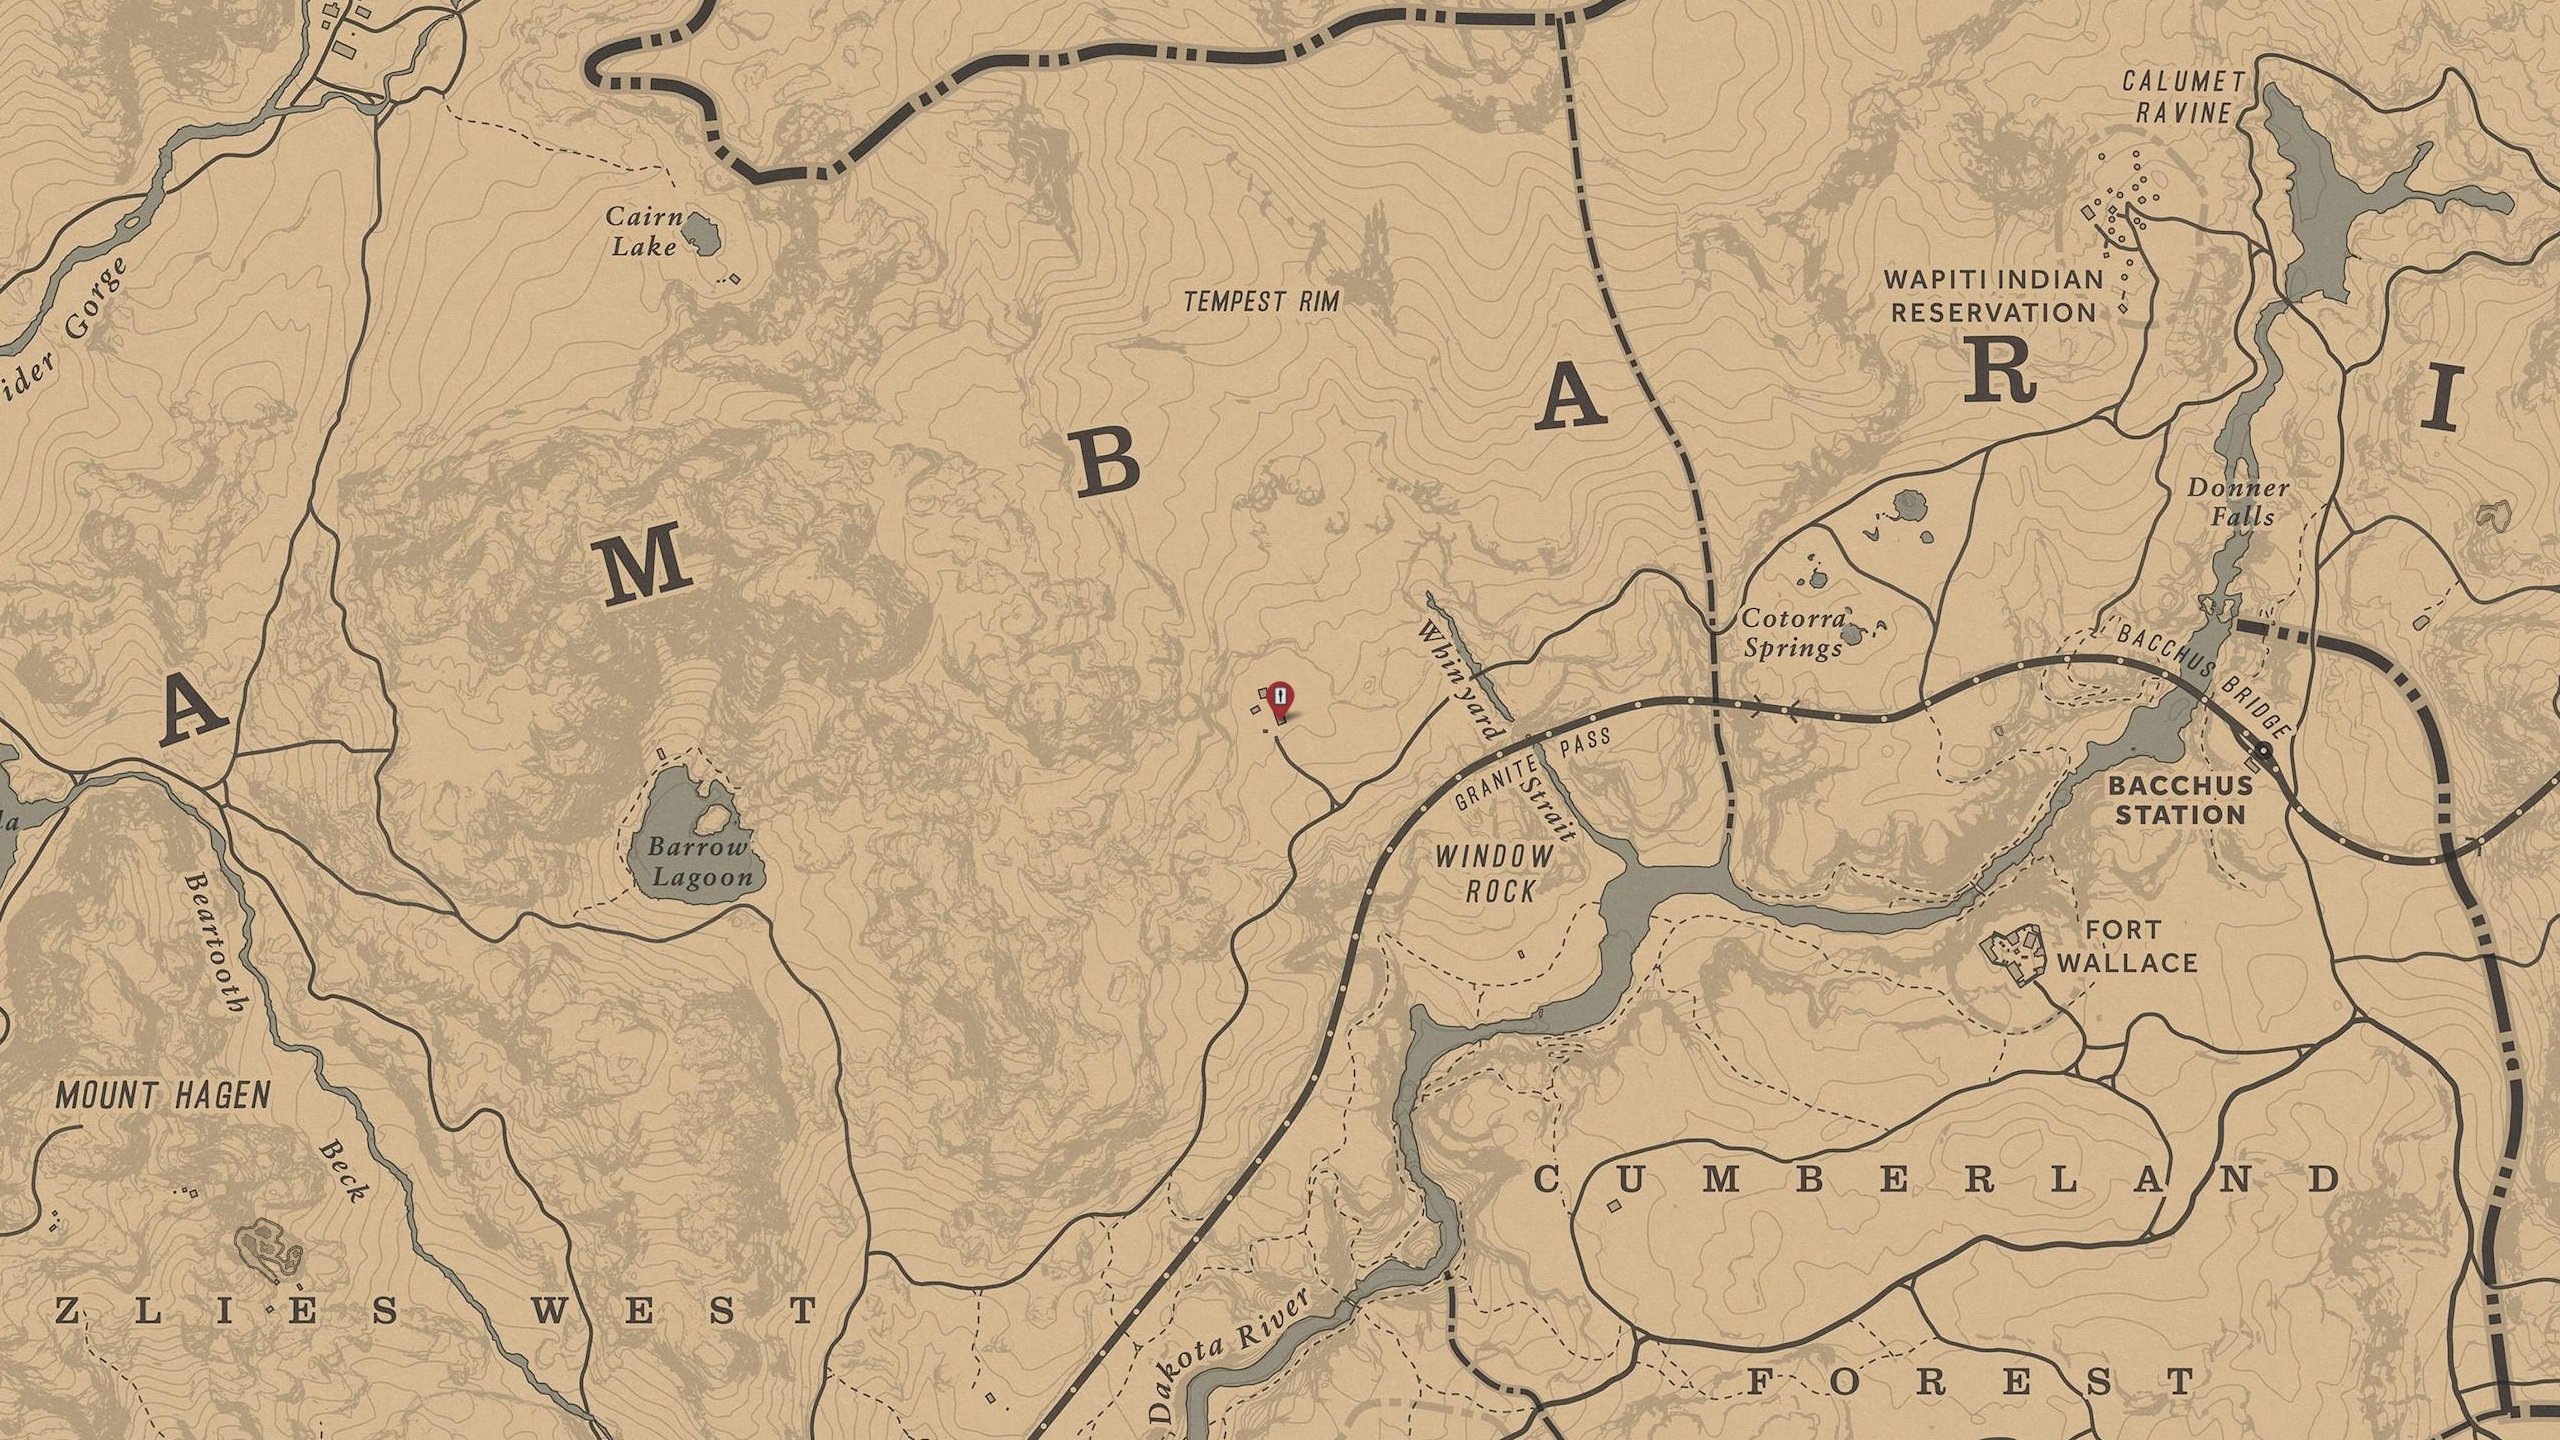 CALUMET
RAVINE
Cairn
Lake
ider Gorge
TEMPEST RIM
WAPITI INDIAN
RESERVATION
A M B A R I
Donner
Falls
Whinyard Strait
Cotorra
Springs
BACCHUS BRIDGE
GRANITE PASS
BACCHUS
STATION
la
Barrow
Lagoon
WINDOW
ROCK
Beartooth Beck
FORT
WALLACE
MOUNT HAGEN
CUMBERLAND
FOREST
ZLIES WEST
Dakota River